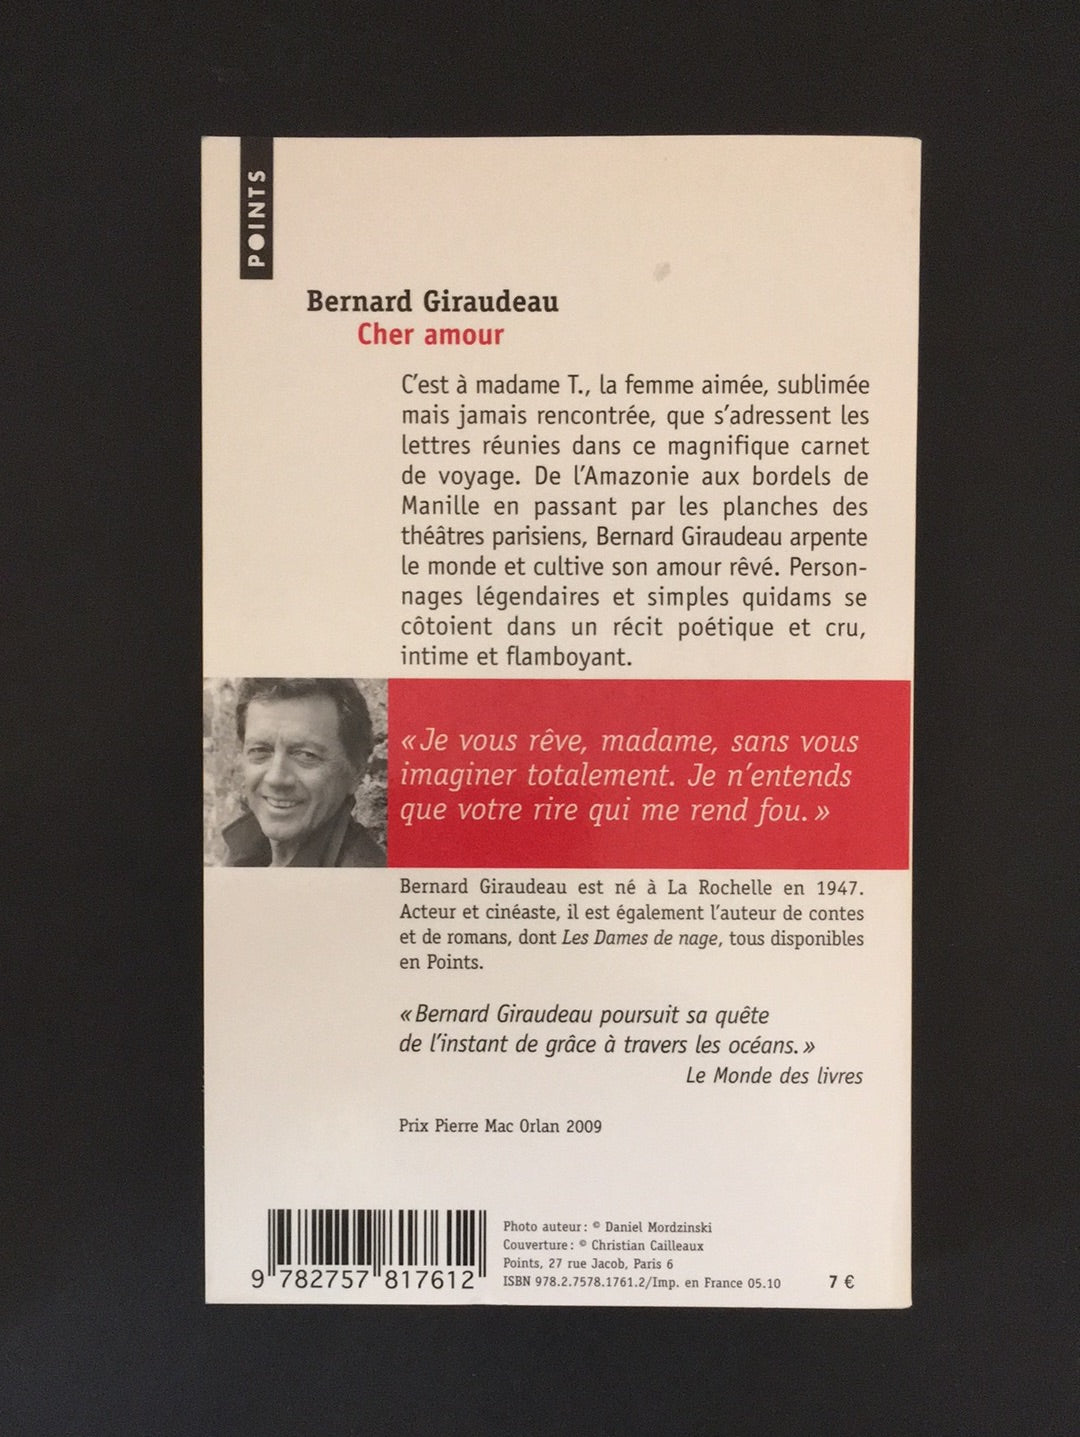 POINTS
Bernard Giraudeau
Cher amour
C'est à madame T., la femme aimée, sublimée
mais jamais rencontrée, que s'adressent les
lettres réunies dans ce magnifique carnet
de voyage. De l'Amazonie aux bordels de
Manille en passant par les planches des
théâtres parisiens, Bernard Giraudeau arpente
le monde et cultive son amour rêvé. Person-
nages légendaires et simples quidams se
côtoient dans un récit poétique et cru,
intime et flamboyant.
« Je vous rêve, madame, sans vous
imaginer totalement. Je n'entends
que votre rire qui me rend fou. »
Bernard Giraudeau est né à La Rochelle en 1947.
Acteur et cinéaste, il est également l'auteur de contes
et de romans, dont Les Dames de nage, tous disponibles
en Points.
« Bernard Giraudeau poursuit sa quête
de l'instant de grâce à travers les océans. »
Le Monde des livres
Prix Pierre Mac Orlan 2009
Photo auteur : © Daniel Mordzinski
Couverture : © Christian Cailleaux
Points, 27 rue Jacob, Paris 6
ISBN 978.2.7578.1761.2/Imp. en France 05.10
7 €
9 782757 817612